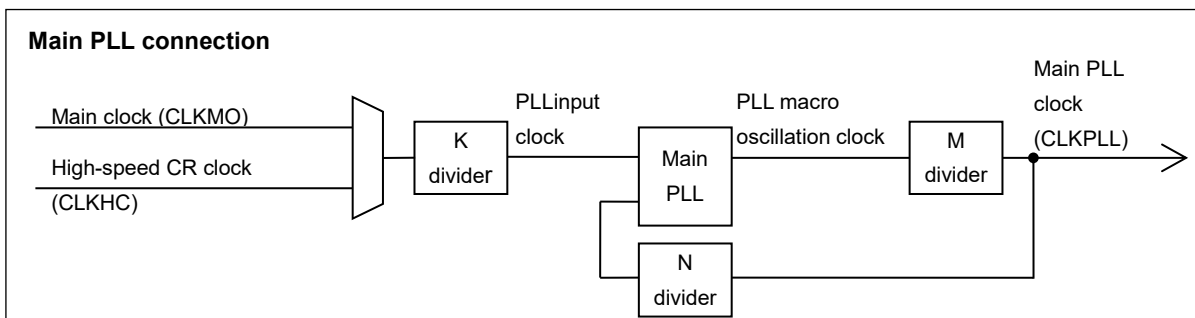 Main PLL connection
Main clock (CLKMO)
High-speed CR clock
(CLKHC)
K
divider
PLLinput
clock
Main
PLL
PLL macro
oscillation clock
M
divider
Main PLL
clock
(CLKPLL)
N
divider